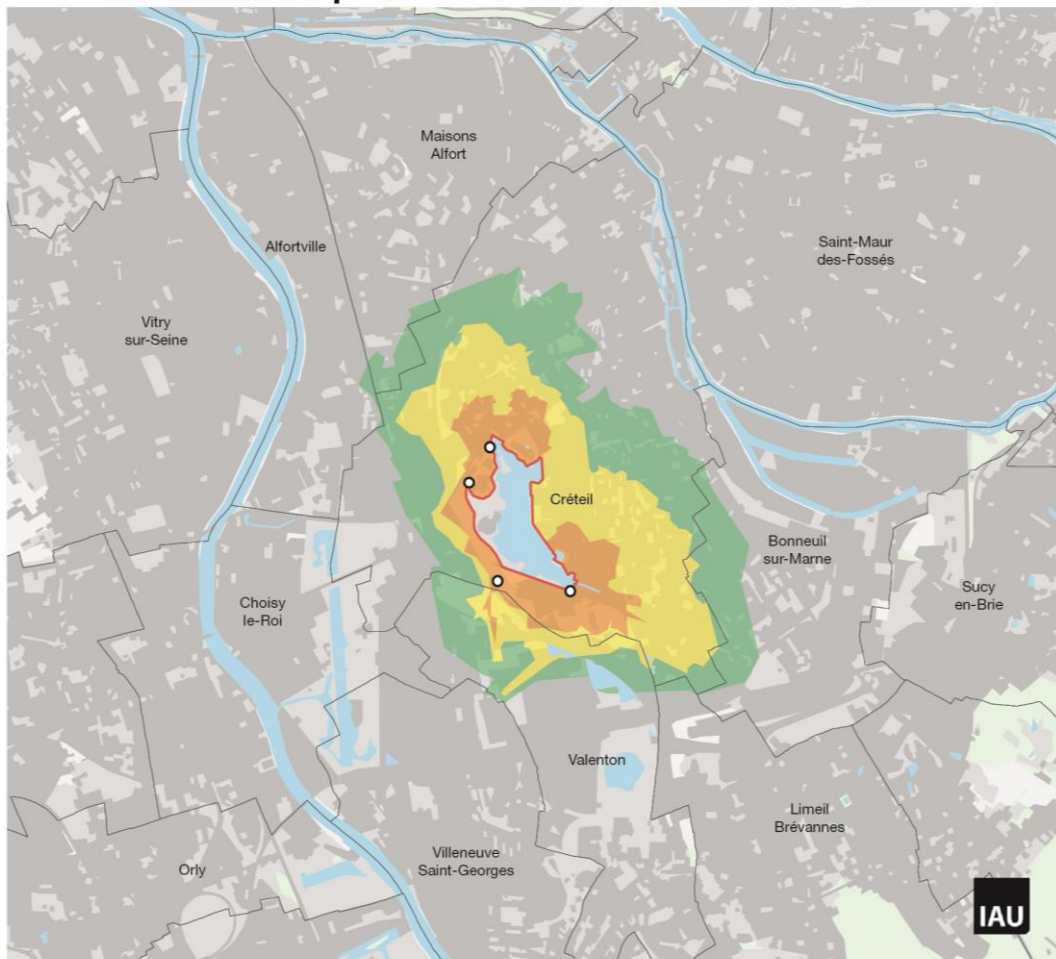 Maisons
Alfort
Saint-Maur
des-Fossés
Alfortville
Vitry
sur-Seine
Créteil
Bonneuil
sur-Marne
Sucy
en-Brie
Choisy
le-Roi
Valenton
Limeil
Brévannes
Villeneuve
Saint-Georges
Orly
IAU